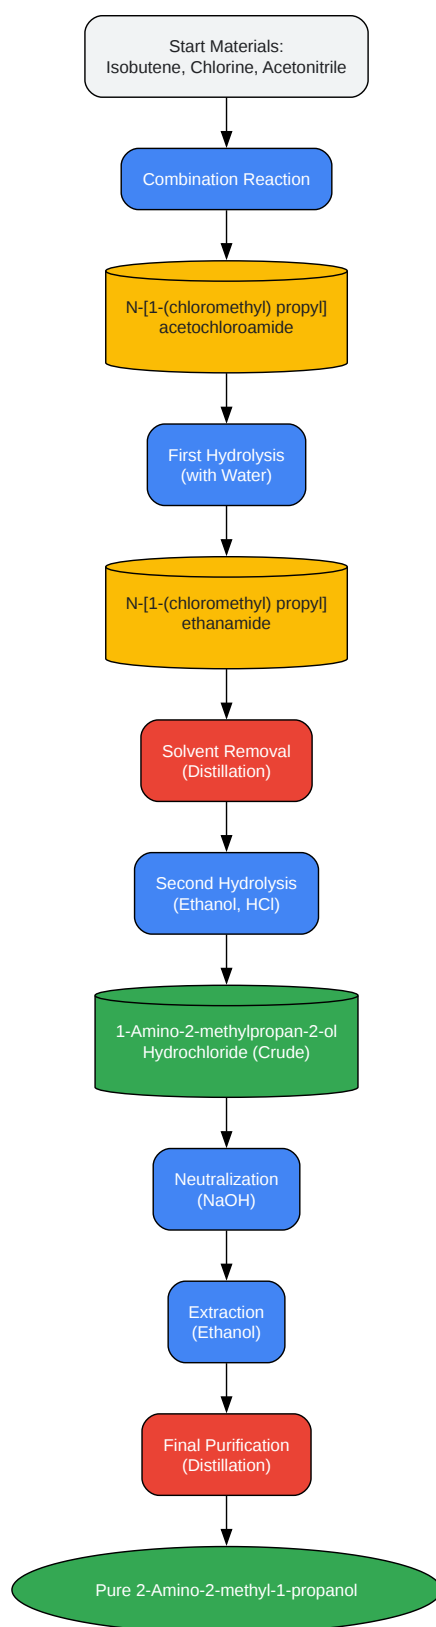 Start Materials:
Isobutene, Chlorine, Acetonitrile
Combination Reaction
N-[1-(chloromethyl) propyl]
acetochloroamide
First Hydrolysis
(with Water)
N-[1-(chloromethyl) propyl]
ethanamide
Solvent Removal
(Distillation)
Second Hydrolysis
(Ethanol, HCl)
1-Amino-2-methylpropan-2-ol
Hydrochloride (Crude)
Neutralization
(NaOH)
Extraction
(Ethanol)
Final Purification
(Distillation)
Pure 2-Amino-2-methyl-1-propanol